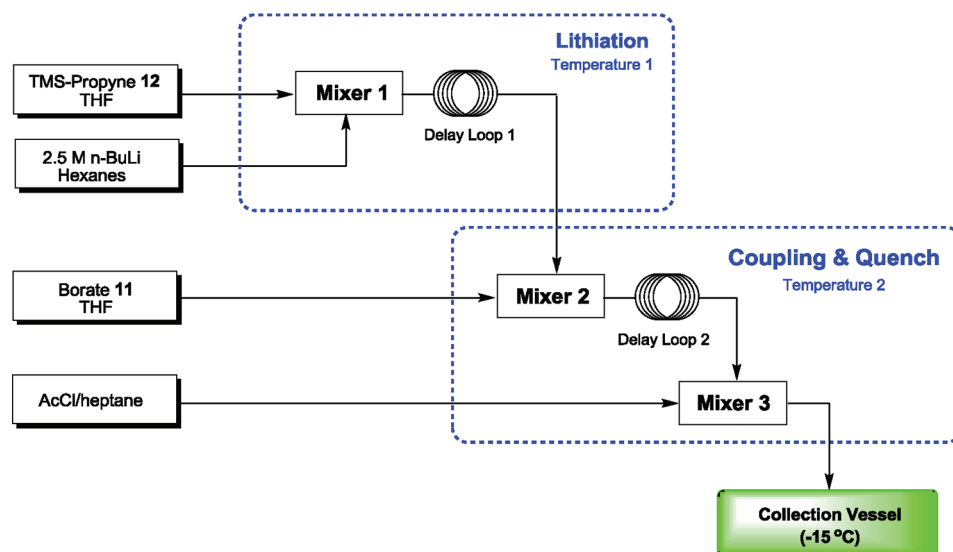 Lithiation
Temperature 1
TMS-Propyne 12
THF
Mixer 1
Delay Loop 1
2.5 M n-BuLi
Hexanes
Coupling & Quench
Temperature 2
Borate 11
THF
Mixer 2
Delay Loop 2
AcCl/heptane
Mixer 3
Collection Vessel
(-15 °C)